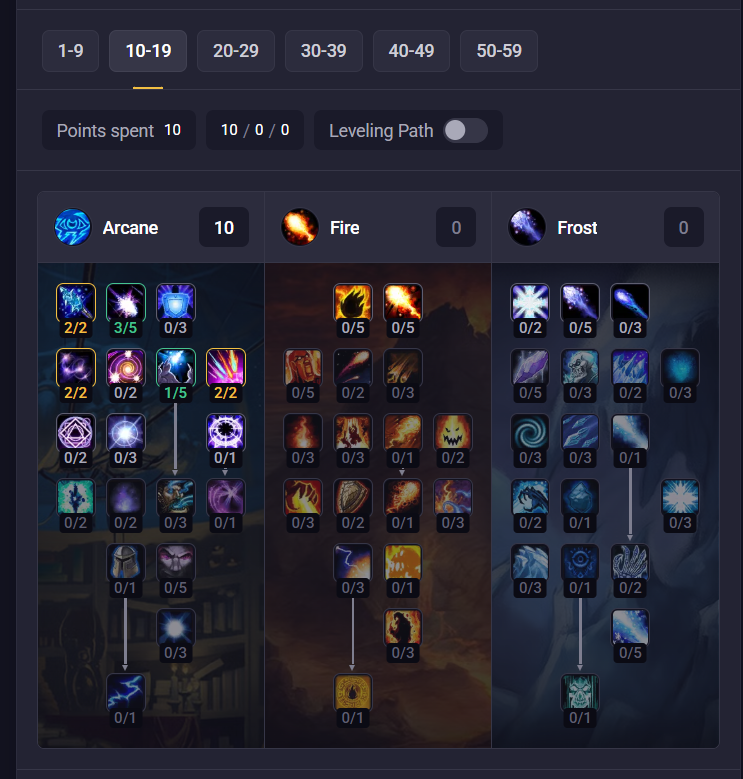 1-9 10-19 20-29 30-39 40-49 50-59
Points spent 10 10 / 0 / 0 Leveling Path
Arcane 10 Fire 0 Frost 0
2/2 3/5 0/3 0/5 0/5 0/2 0/5 0/3
2/2 0/2 1/5 2/2 0/5 0/2 0/3 0/5 0/3 0/2 0/3
0/2 0/3 0/1 0/3 0/3 0/1 0/2 0/3 0/3 0/1
0/2 0/2 0/3 0/1 0/3 0/2 0/1 0/3 0/2 0/1 0/3
0/1 0/5 0/3 0/1 0/3 0/1 0/2
0/3 0/3 0/5
0/1 0/1 0/1